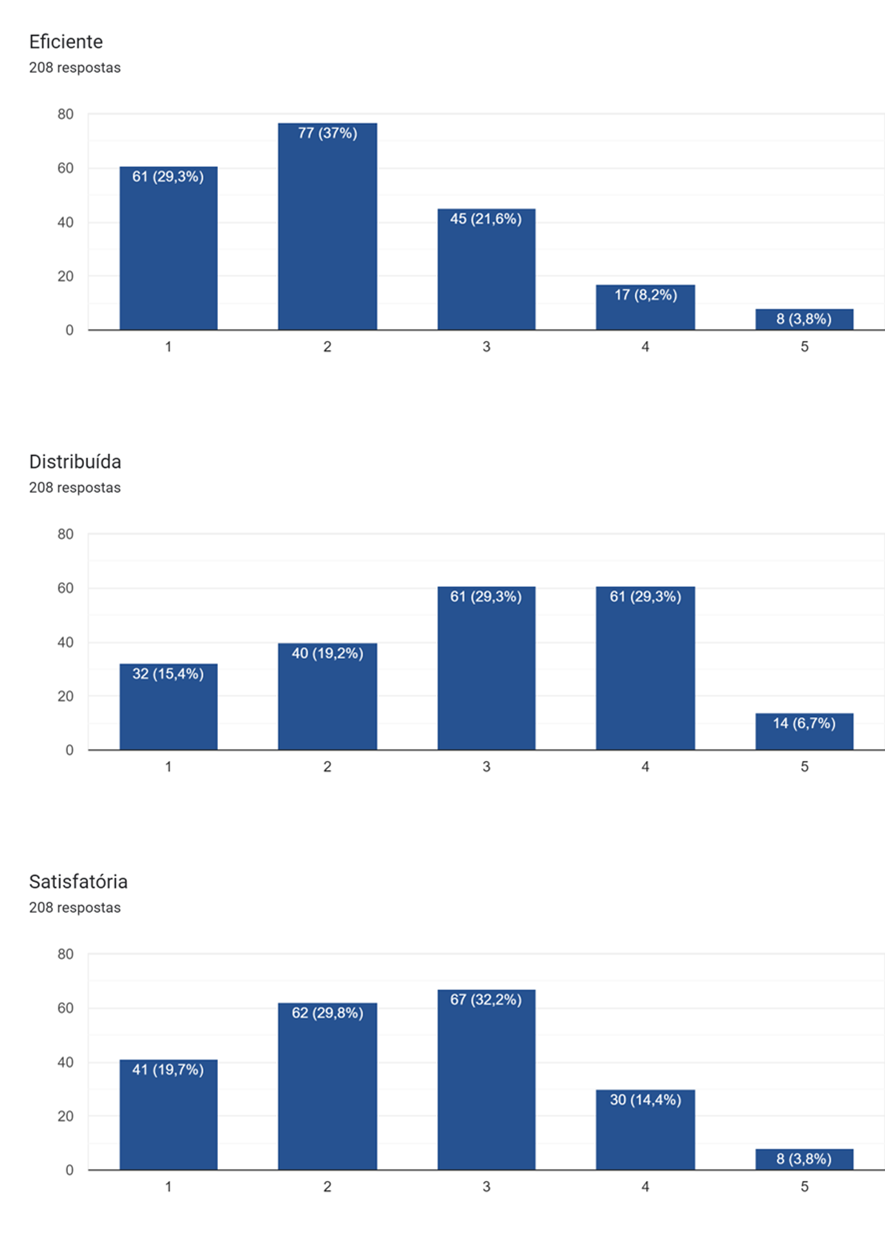 Eficiente
208 respostas
80
77 (37%)
60
61 (29,3%)
45 (21,6%)
40
20
17 (8,2%)
8 (3,8%)
0
1 2 3 4 5
Distribuída
208 respostas
80
60
61 (29,3%) 61 (29,3%)
40
40 (19,2%)
32 (15,4%)
20
14 (6,7%)
0
1 2 3 4 5
Satisfatória
208 respostas
80
67 (32,2%)
60
62 (29,8%)
40
41 (19,7%)
30 (14,4%)
20
8 (3,8%)
0
1 2 3 4 5